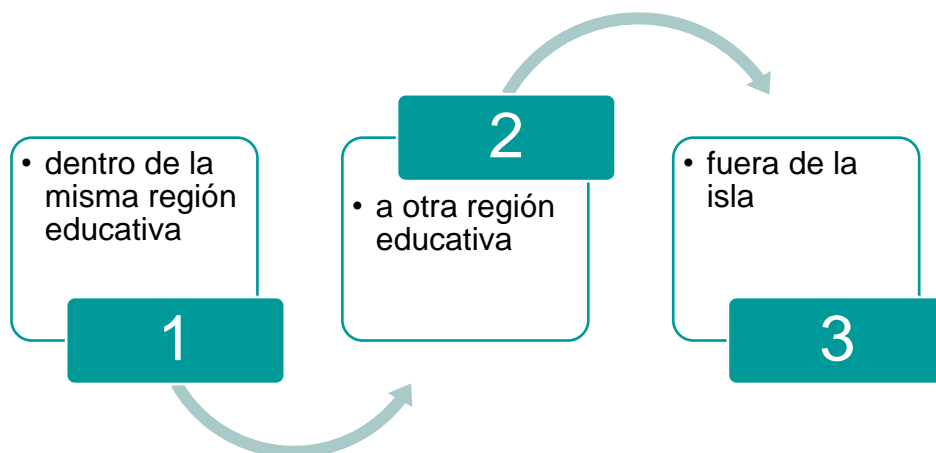 • dentro de la
misma región
educativa
1
2
• a otra región
educativa
• fuera de la
isla
3